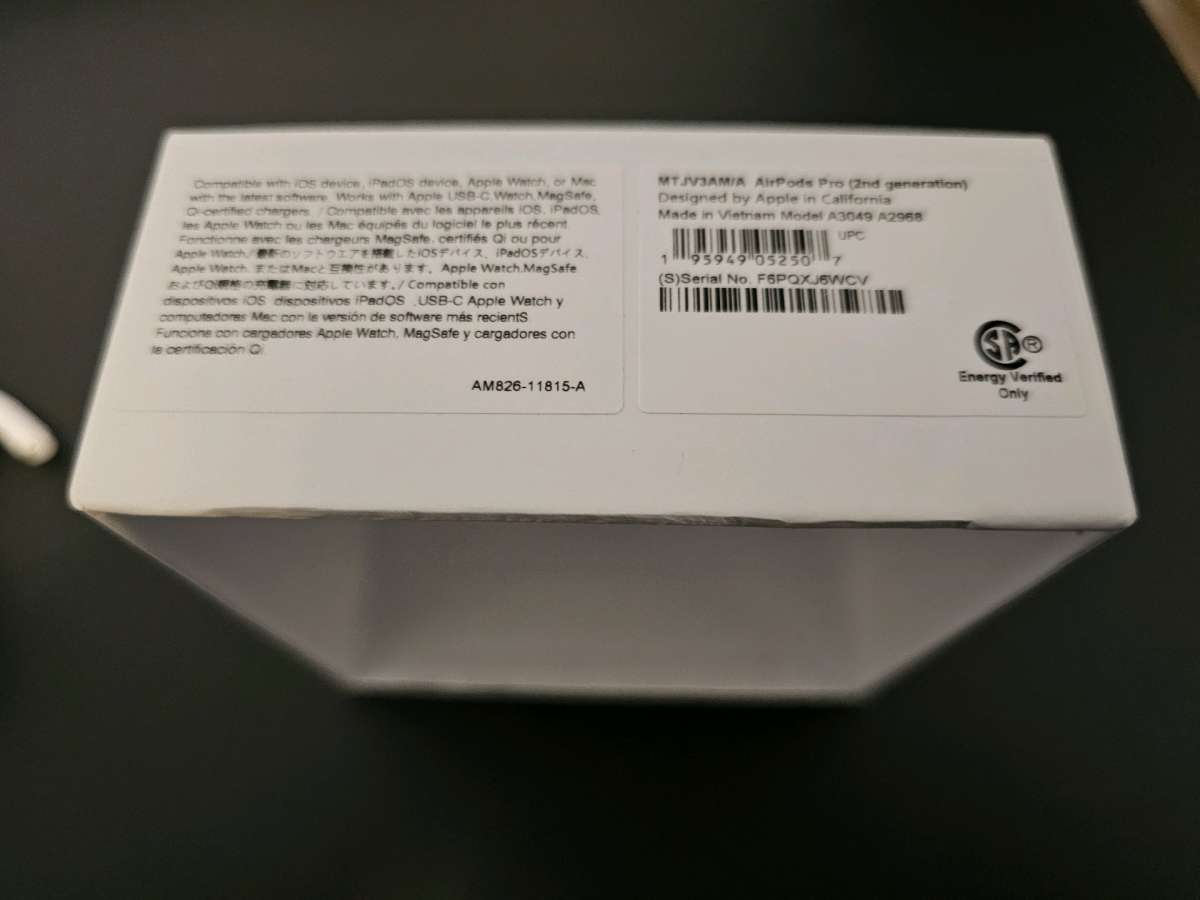 Compatible with iOS device, iPadOS device, Apple Watch, or Mac
with the latest software. Works with Apple USB-C,Watch,MagSafe,
Qi-certified chargers. / Compatible avec les appareils iOS, iPadOS,
les Apple Watch ou les Mac équipés du logiciel le plus récent.
Fonctionne avec les chargeurs MagSafe, certifiés Qi ou pour
Apple Watch./最新のソフトウエアを搭載したiOSデバイス、iPadOSデバイス、
Apple Watch, またはMacと互換性があります。Apple Watch.MagSafe
およびQi規格の充電器に対応しています。/ Compatible con
dispositivos iOS, dispositivos iPadOS ,USB-C Apple Watch y
computadoras Mac con la versión de software más recientS
Funciona con cargadores Apple Watch, MagSafe y cargadores con
la certificación Qi.
AM826-11815-A
MTJV3AM/A AirPods Pro (2nd generation)
Designed by Apple in California
Made in Vietnam Model A3049 A2968
UPC
1 95949 05250 7
(S)Serial No. F6PQXJ6WCV
SA ®
Energy Verified
Only